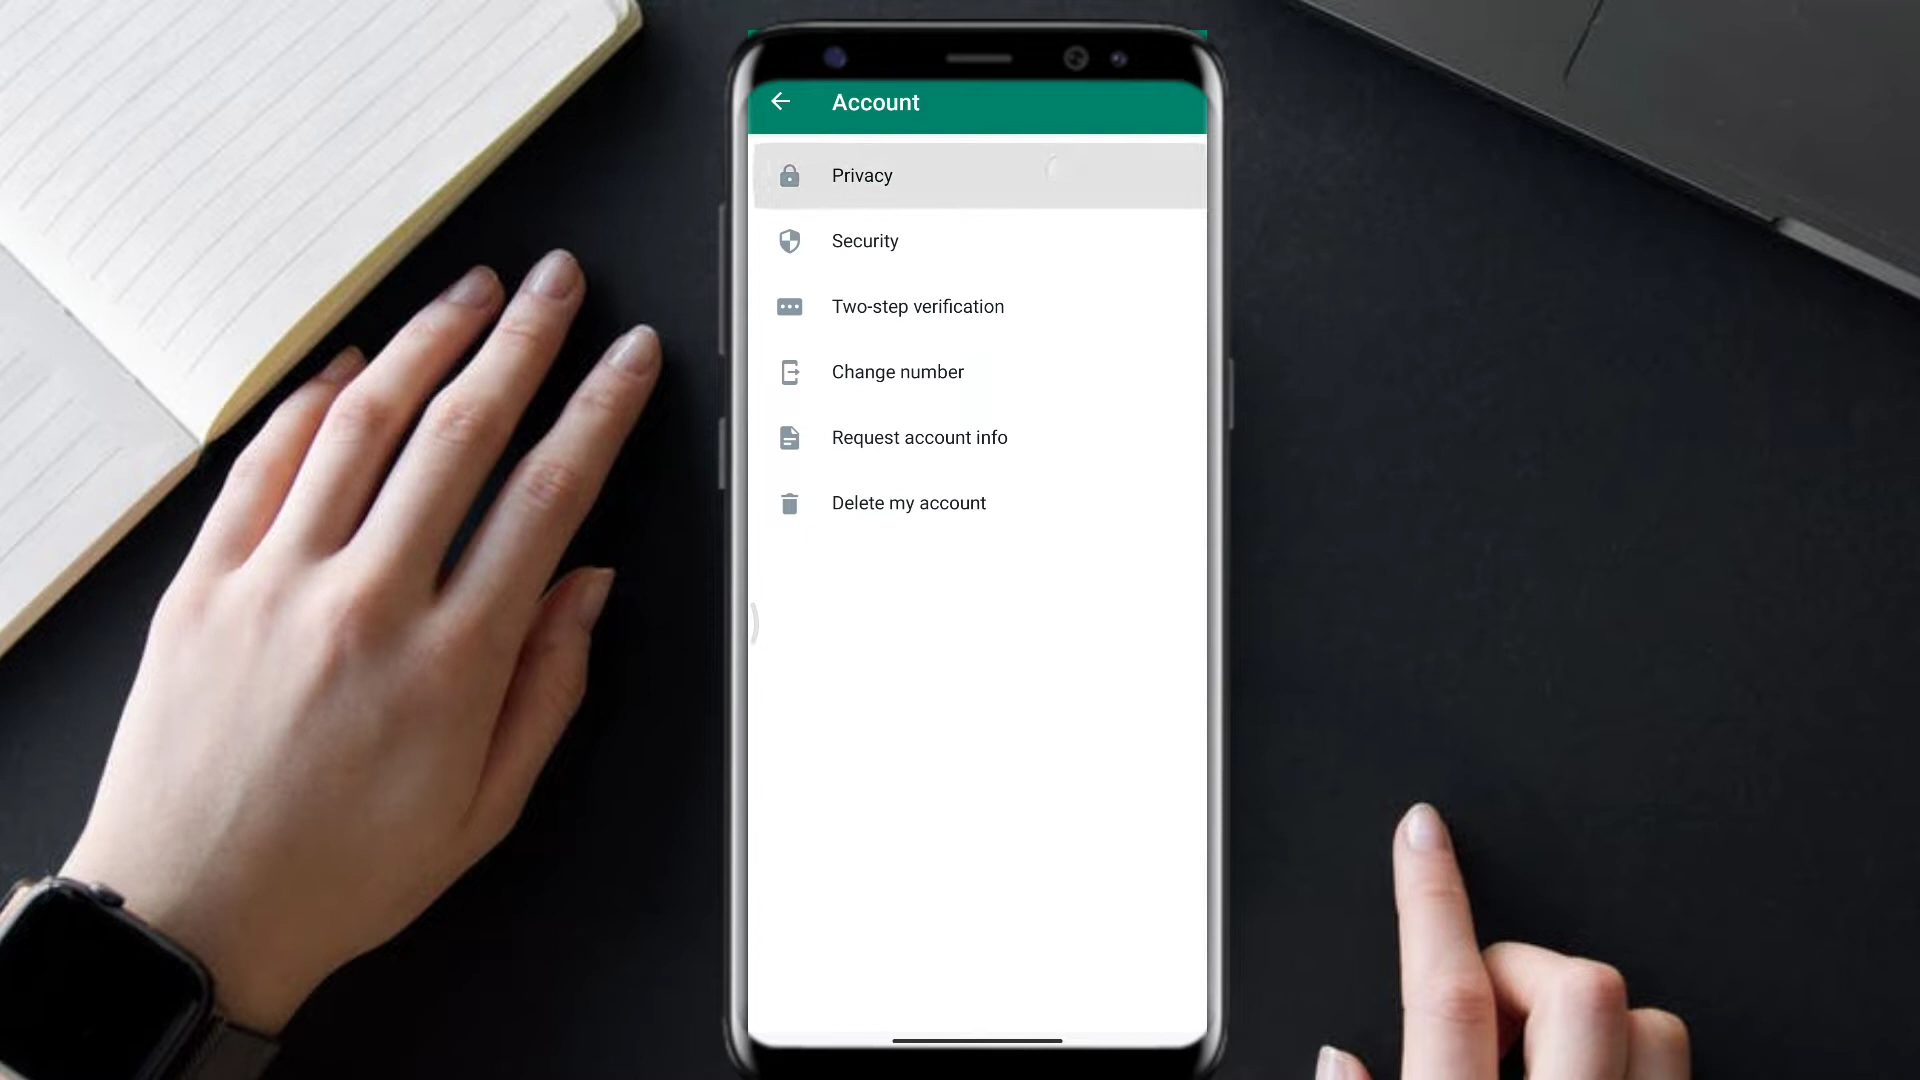 Account
Privacy
Security
Two-step verification
Change number
Request account info
Delete my account